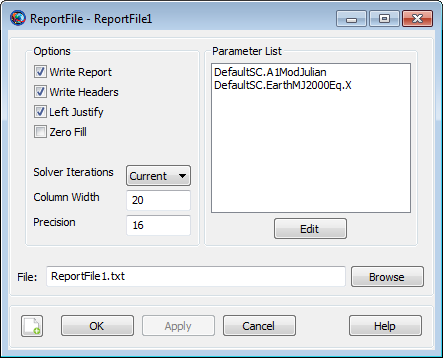 ReportFile - ReportFile1
Options
Write Report
Write Headers
Left Justify
Zero Fill
Solver Iterations Current
Column Width 20
Precision 16
Parameter List
DefaultSC.A1ModJulian
DefaultSC.EarthMJ2000Eq.X
Edit
File: ReportFile1.txt Browse
OK Apply Cancel Help